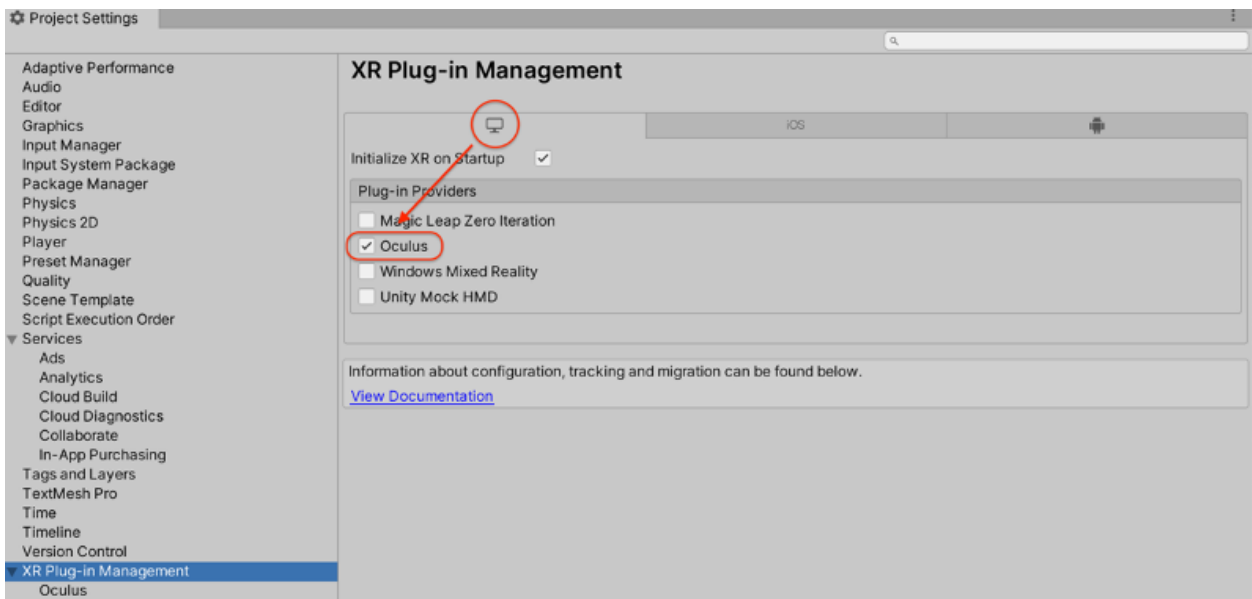 Project Settings
Adaptive Performance
Audio
Editor
Graphics
Input Manager
Input System Package
Package Manager
Physics
Physics 2D
Player
Preset Manager
Quality
Scene Template
Script Execution Order
Services
Ads
Analytics
Cloud Build
Cloud Diagnostics
Collaborate
In-App Purchasing
Tags and Layers
TextMesh Pro
Time
Timeline
Version Control
XR Plug-in Management
Oculus
XR Plug-in Management
iOS
Initialize XR on Startup
Plug-in Providers
Magic Leap Zero Iteration
Oculus
Windows Mixed Reality
Unity Mock HMD
Information about configuration, tracking and migration can be found below.
View Documentation